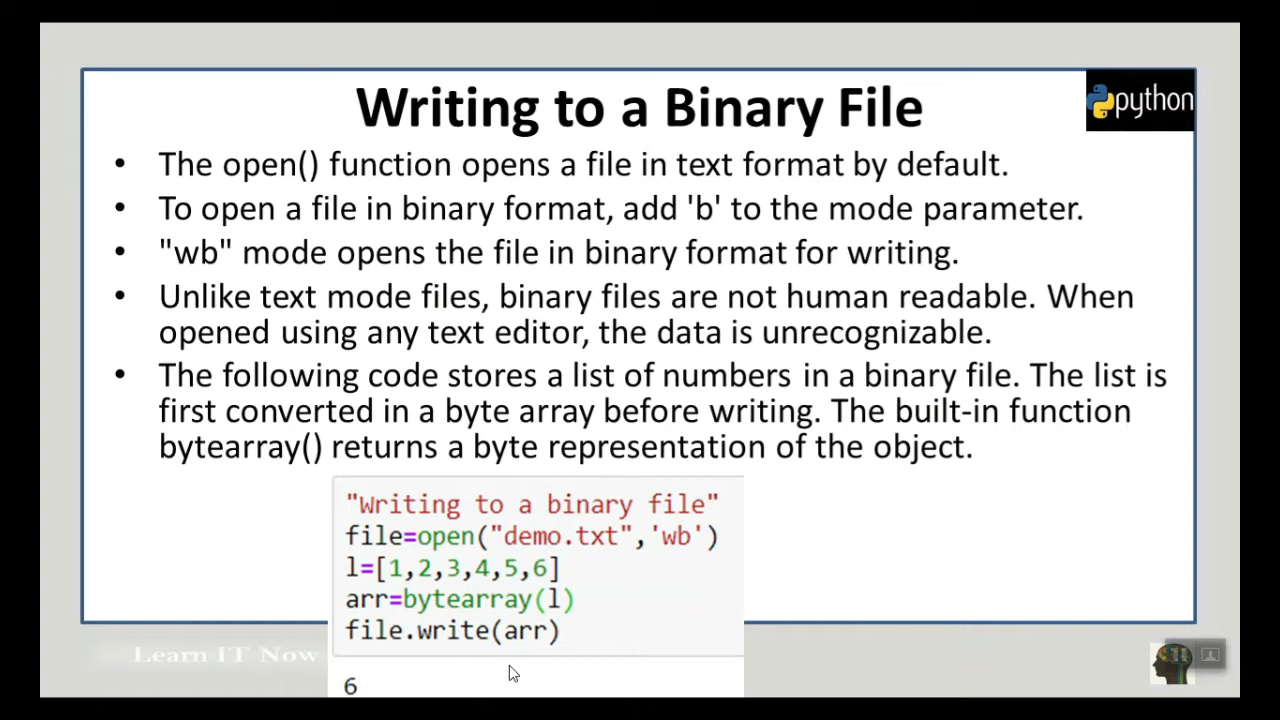 Writing to a Binary File
python
• The open() function opens a file in text format by default.
• To open a file in binary format, add 'b' to the mode parameter.
• "wb" mode opens the file in binary format for writing.
• Unlike text mode files, binary files are not human readable. When
opened using any text editor, the data is unrecognizable.
• The following code stores a list of numbers in a binary file. The list is
first converted in a byte array before writing. The built-in function
bytearray() returns a byte representation of the object.
"Writing to a binary file"
file=open("demo.txt",'wb')
l=[1,2,3,4,5,6]
arr=bytearray(l)
file.write(arr)
6
Learn IT Now